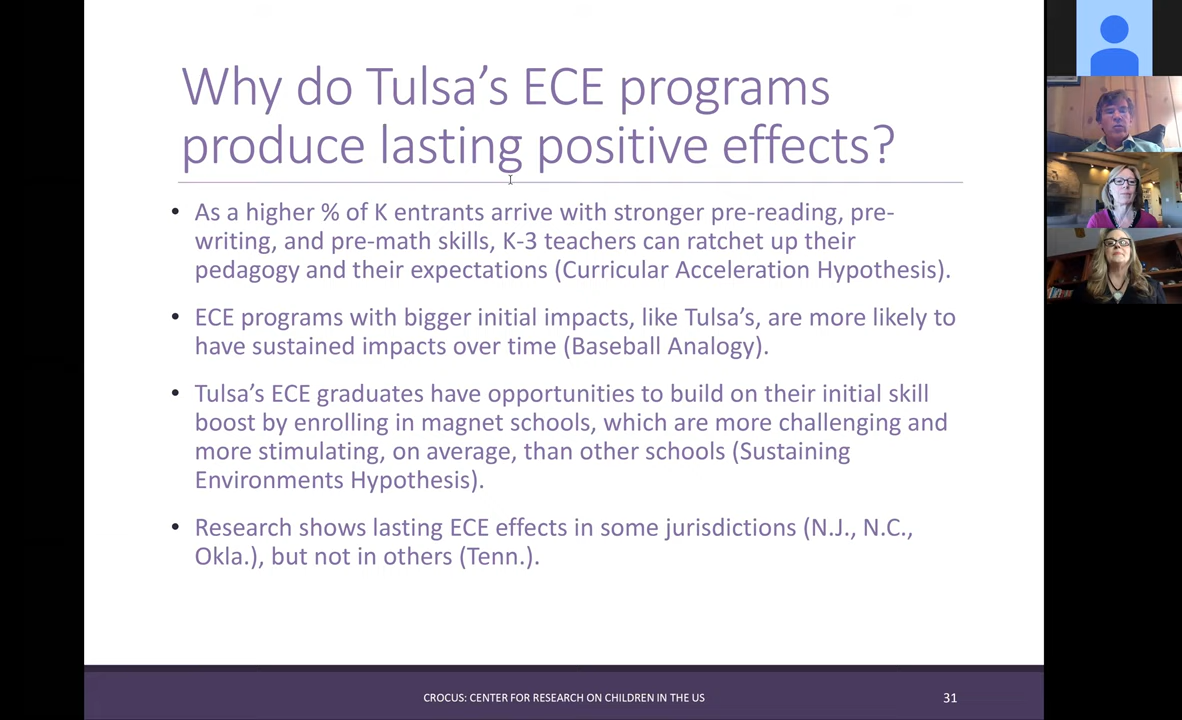 Why do Tulsa’s ECE programs
produce lasting positive effects?
• As a higher % of K entrants arrive with stronger pre-reading, pre-
writing, and pre-math skills, K-3 teachers can ratchet up their
pedagogy and their expectations (Curricular Acceleration Hypothesis).
• ECE programs with bigger initial impacts, like Tulsa’s, are more likely to
have sustained impacts over time (Baseball Analogy).
• Tulsa’s ECE graduates have opportunities to build on their initial skill
boost by enrolling in magnet schools, which are more challenging and
more stimulating, on average, than other schools (Sustaining
Environments Hypothesis).
• Research shows lasting ECE effects in some jurisdictions (N.J., N.C.,
Okla.), but not in others (Tenn.).
CROCUS: CENTER FOR RESEARCH ON CHILDREN IN THE US
31